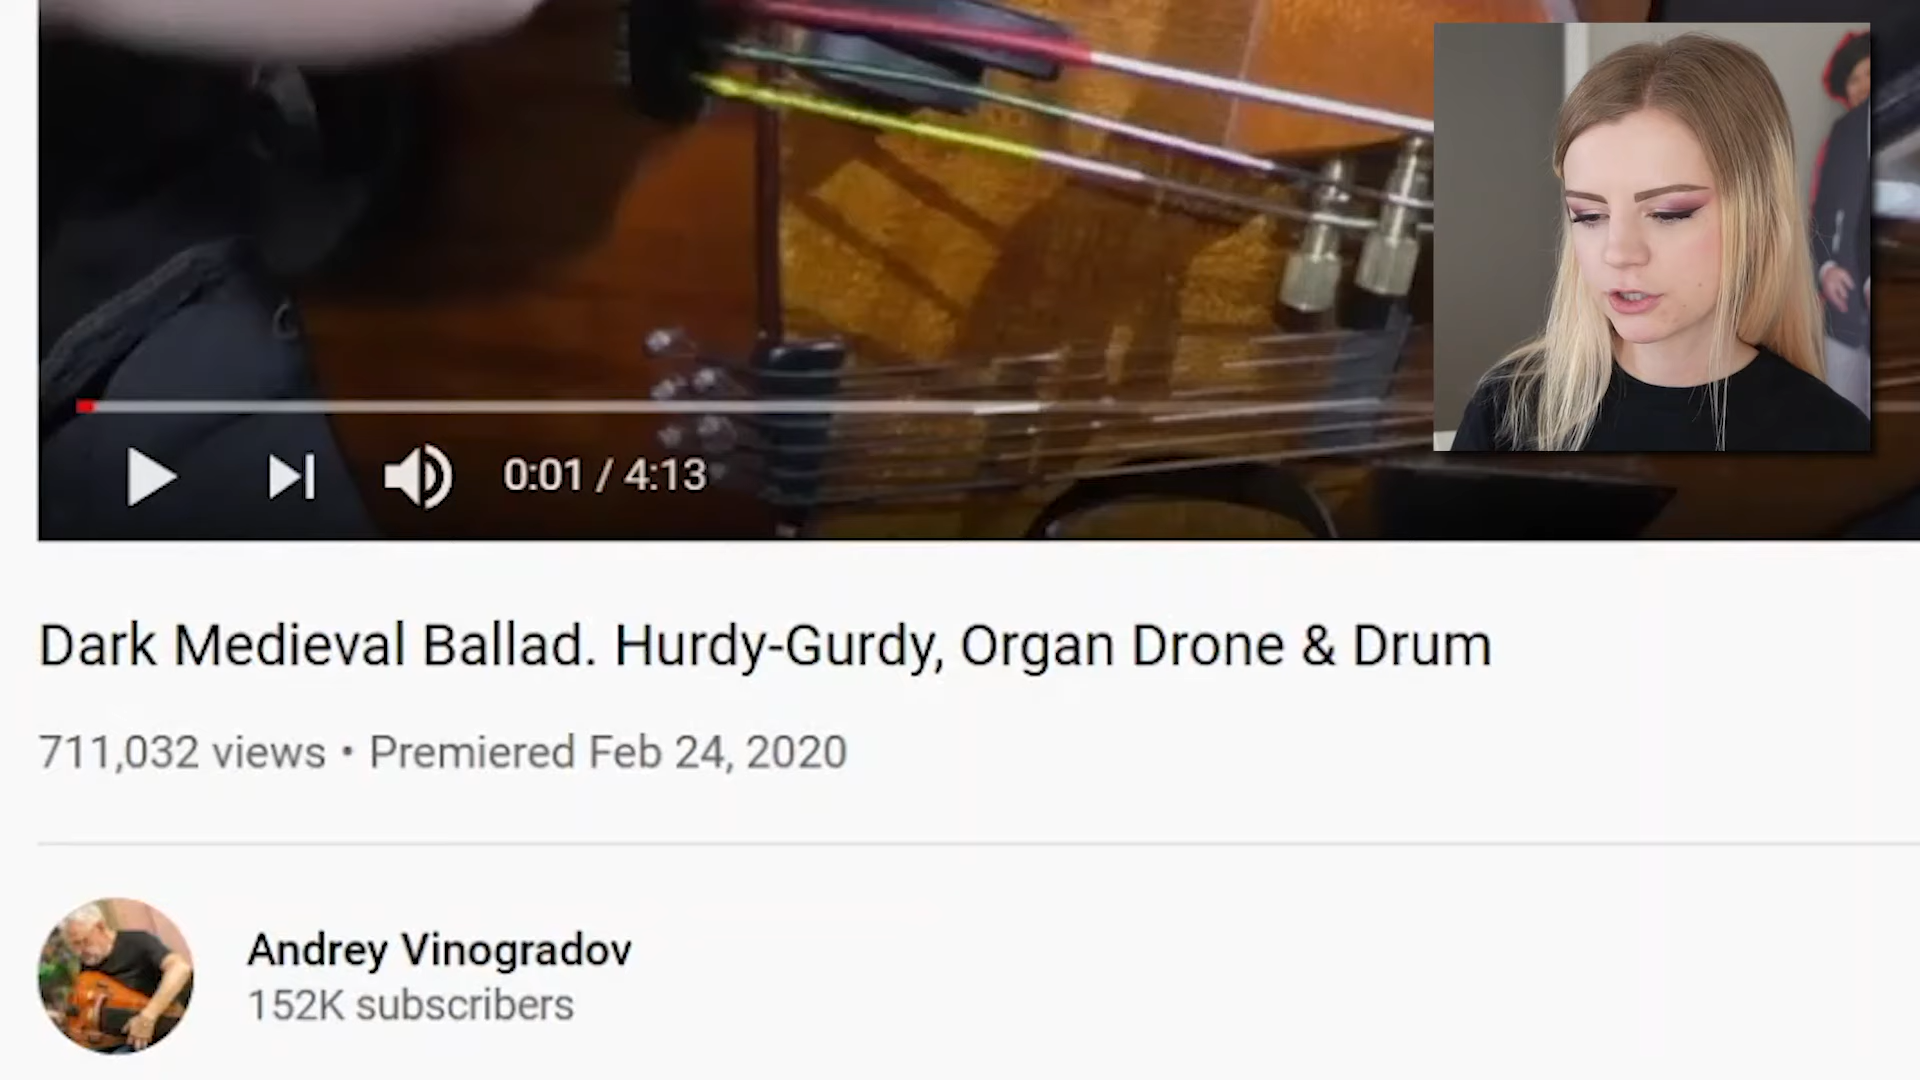 0:01 / 4:13
Dark Medieval Ballad. Hurdy-Gurdy, Organ Drone & Drum
711,032 views • Premiered Feb 24, 2020
Andrey Vinogradov
152K subscribers